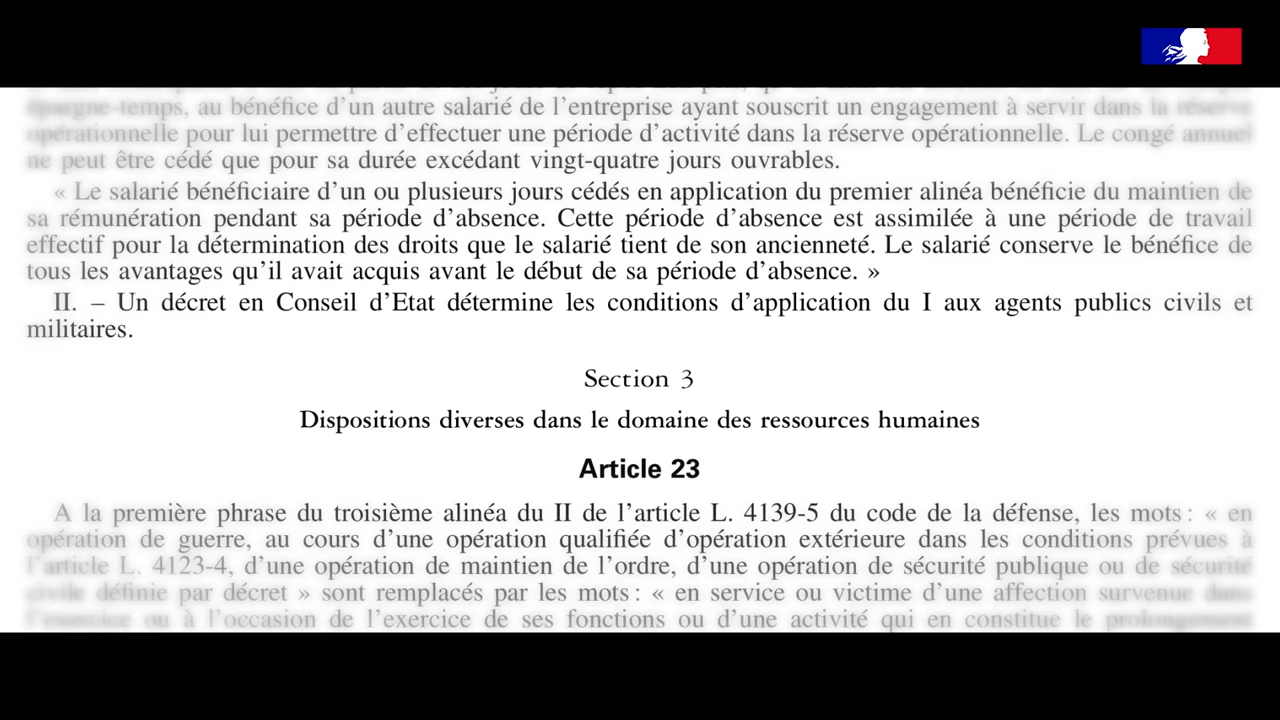 épargne-temps, au bénéfice d’un autre salarié de l’entreprise ayant souscrit un engagement à servir dans la réserve
opérationnelle pour lui permettre d’effectuer une période d’activité dans la réserve opérationnelle. Le congé annuel
ne peut être cédé que pour sa durée excédant vingt-quatre jours ouvrables.
« Le salarié bénéficiaire d’un ou plusieurs jours cédés en application du premier alinéa bénéficie du maintien de
sa rémunération pendant sa période d’absence. Cette période d’absence est assimilée à une période de travail
effectif pour la détermination des droits que le salarié tient de son ancienneté. Le salarié conserve le bénéfice de
tous les avantages qu’il avait acquis avant le début de sa période d’absence. »
II. – Un décret en Conseil d’Etat détermine les conditions d’application du I aux agents publics civils et
militaires.
Section 3
Dispositions diverses dans le domaine des ressources humaines
Article 23
A la première phrase du troisième alinéa du II de l’article L. 4139-5 du code de la défense, les mots : « en
opération de guerre, au cours d’une opération qualifiée d’opération extérieure dans les conditions prévues à
l’article L. 4123-4, d’une opération de maintien de l’ordre, d’une opération de sécurité publique ou de sécurité
civile définie par décret » sont remplacés par les mots : « en service ou victime d’une affection survenue dans
l’exercice ou à l’occasion de l’exercice de ses fonctions ou d’une activité qui en constitue le prolongement